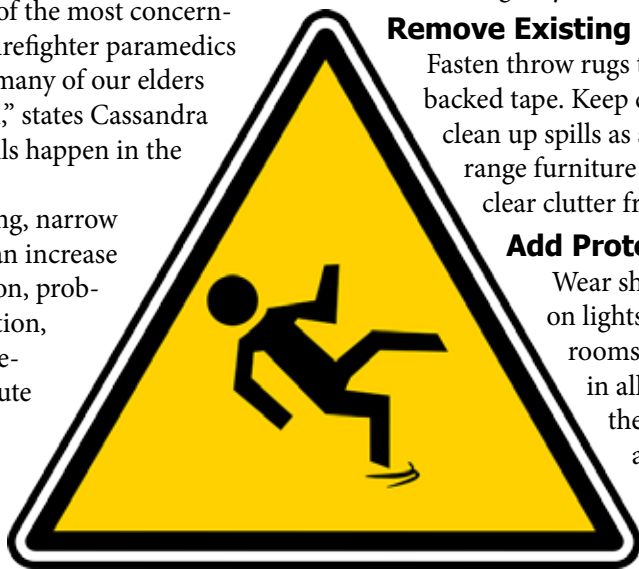 of the most concern-
irefighter paramedics
many of our elders
,” states Cassandra
lls happen in the
ng, narrow
an increase
on, prob-
tion,
e-
ute
Remove Existing
Fasten throw rugs t
backed tape. Keep
clean up spills as
range furniture
clear clutter fr
Add Prote
Wear sh
on lights
rooms
in all
the
a